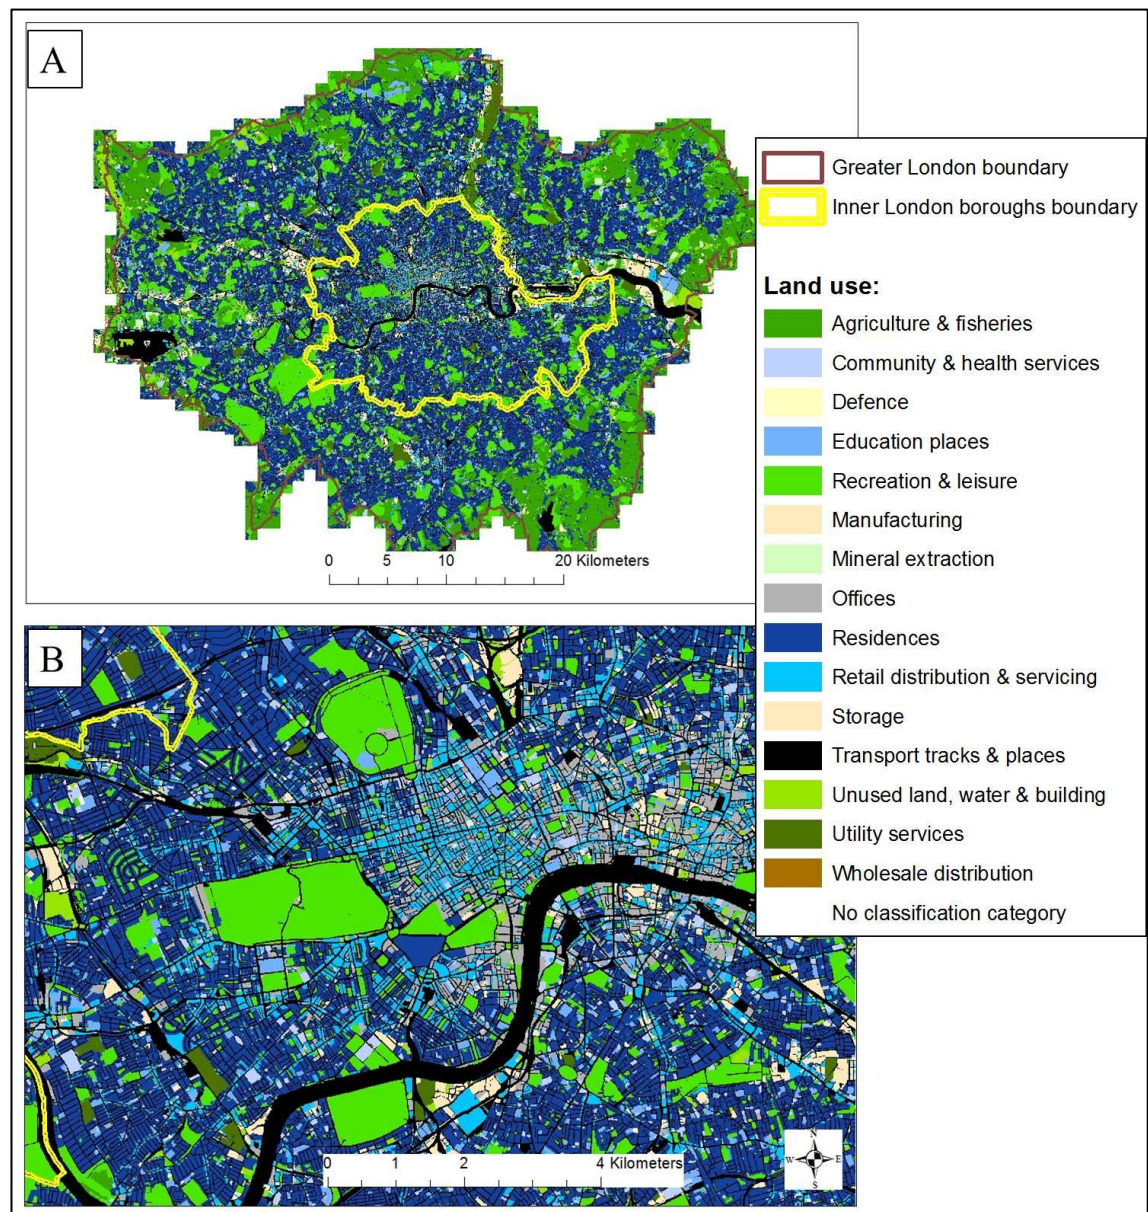 A
Greater London boundary
Inner London boroughs boundary
Land use:
Agriculture & fisheries
Community & health services
Defence
Education places
Recreation & leisure
Manufacturing
Mineral extraction
Offices
Residences
Retail distribution & servicing
Storage
Transport tracks & places
Unused land, water & building
Utility services
Wholesale distribution
No classification category
0 5 10 20 Kilometers
B
0 1 2 4 Kilometers
N
W E
S